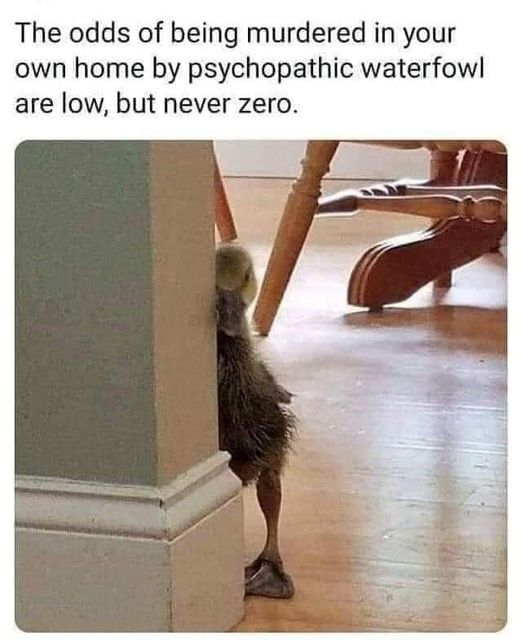 The odds of being murdered in your
own home by psychopathic waterfowl
are low, but never zero.